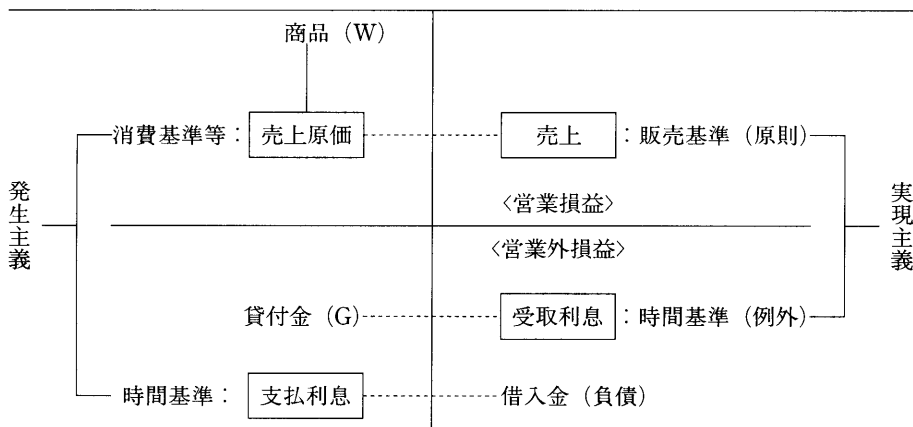 商品（W）
消費基準等：売上原価 売上：販売基準（原則）
発生主義
実現主義
〈営業損益〉
〈営業外損益〉
貸付金（G） 受取利息：時間基準（例外）
時間基準：支払利息 借入金（負債）